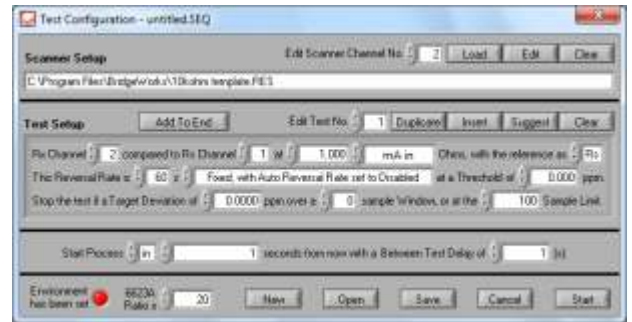 Test Configuration - untitled.SEQ
Scanner Setup Edit Scanner Channel No. 2 Load Edit Clear
C:\Program Files\BridgeWorks\10kohm template.RES
Test Setup Add To End Edit Test No. 1 Duplicate Insert Suggest Clear
Rx Channel 2 compared to Rs Channel 1 at 1.000 mA in Ohms, with the reference as Rs
This Reversal Rate is 60 s Fixed, with Auto Reversal Rate set to Disabled at a Threshold of 0.000 ppm.
Stop the test if a Target Deviation of 0.0000 ppm over a 0 sample Window, or at the 100 Sample Limit.
Start Process in 1 seconds from now with a Between Test Delay of 1 (s)
Environment has been set 6623A Ratio x 20 New Open Save Cancel Start